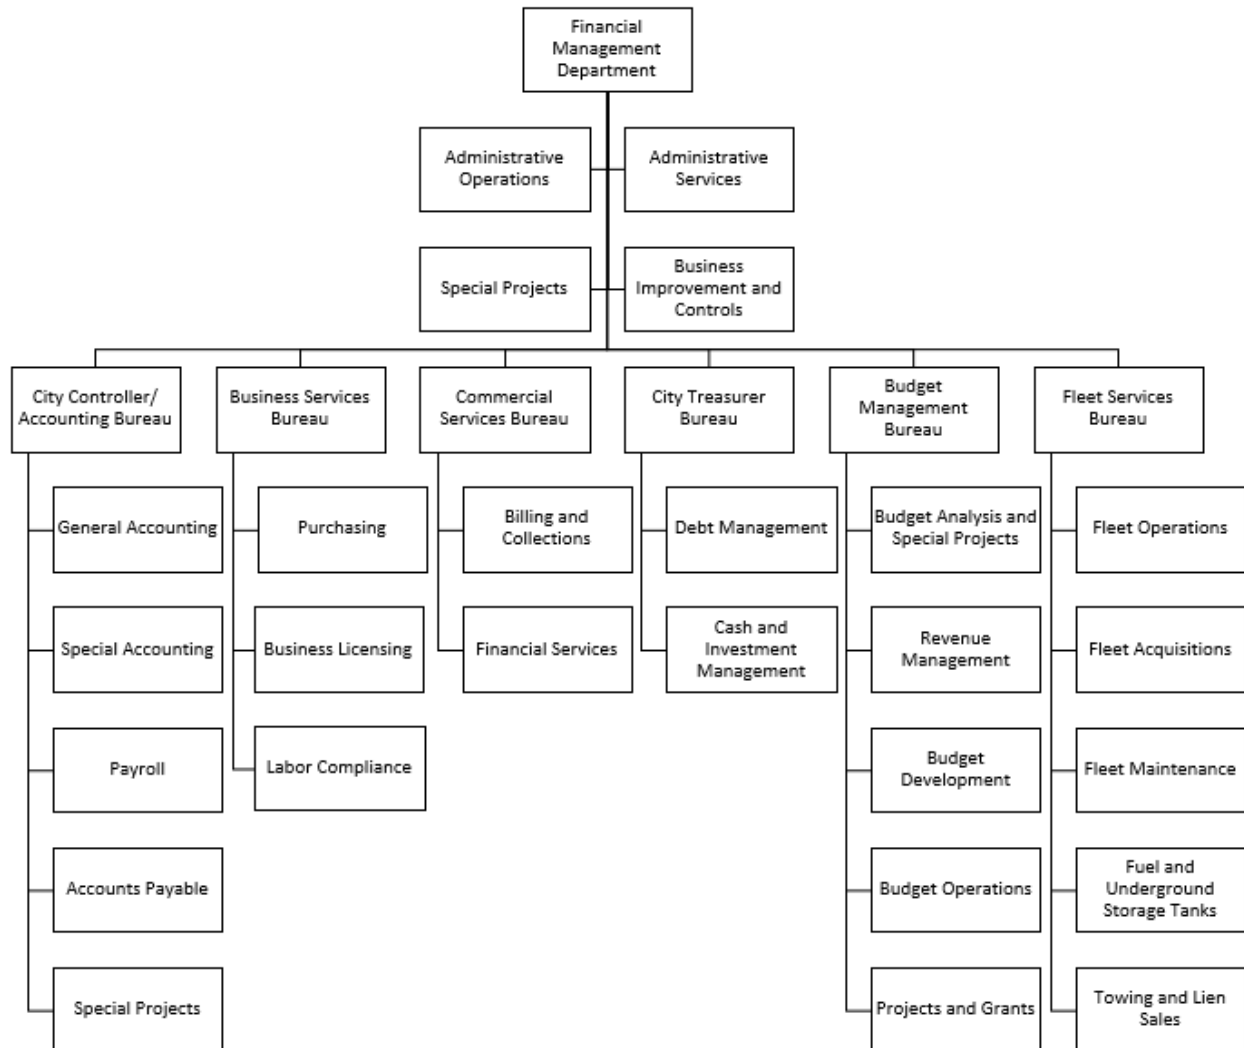 Financial
Management
Department
Administrative
Operations
Administrative
Services
Special Projects
Business
Improvement and
Controls
City Controller/
Accounting Bureau
Business Services
Bureau
Commercial
Services Bureau
City Treasurer
Bureau
Budget
Management
Bureau
Fleet Services
Bureau
General Accounting
Special Accounting
Payroll
Accounts Payable
Special Projects
Purchasing
Business Licensing
Labor Compliance
Billing and
Collections
Financial Services
Debt Management
Cash and
Investment
Management
Budget Analysis and
Special Projects
Revenue
Management
Budget
Development
Budget Operations
Projects and Grants
Fleet Operations
Fleet Acquisitions
Fleet Maintenance
Fuel and
Underground
Storage Tanks
Towing and Lien
Sales